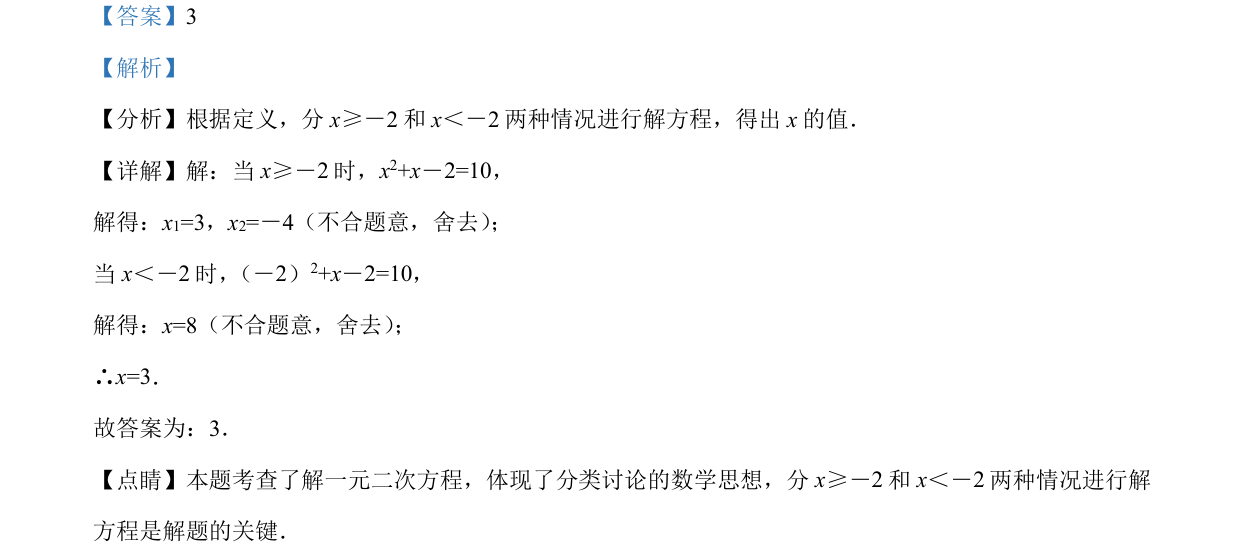 【答案】3
【解析】
【分析】根据定义，分 x≥－2 和 x＜－2 两种情况进行解方程，得出 x 的值．
【详解】解：当 x≥－2 时，x²+x－2=10，
解得：x₁=3，x₂=－4（不合题意，舍去）；
当 x＜－2 时，（－2）²+x－2=10，
解得：x=8（不合题意，舍去）；
∴x=3．
故答案为：3．
【点睛】本题考查了解一元二次方程，体现了分类讨论的数学思想，分 x≥－2 和 x＜－2 两种情况进行解
方程是解题的关键．